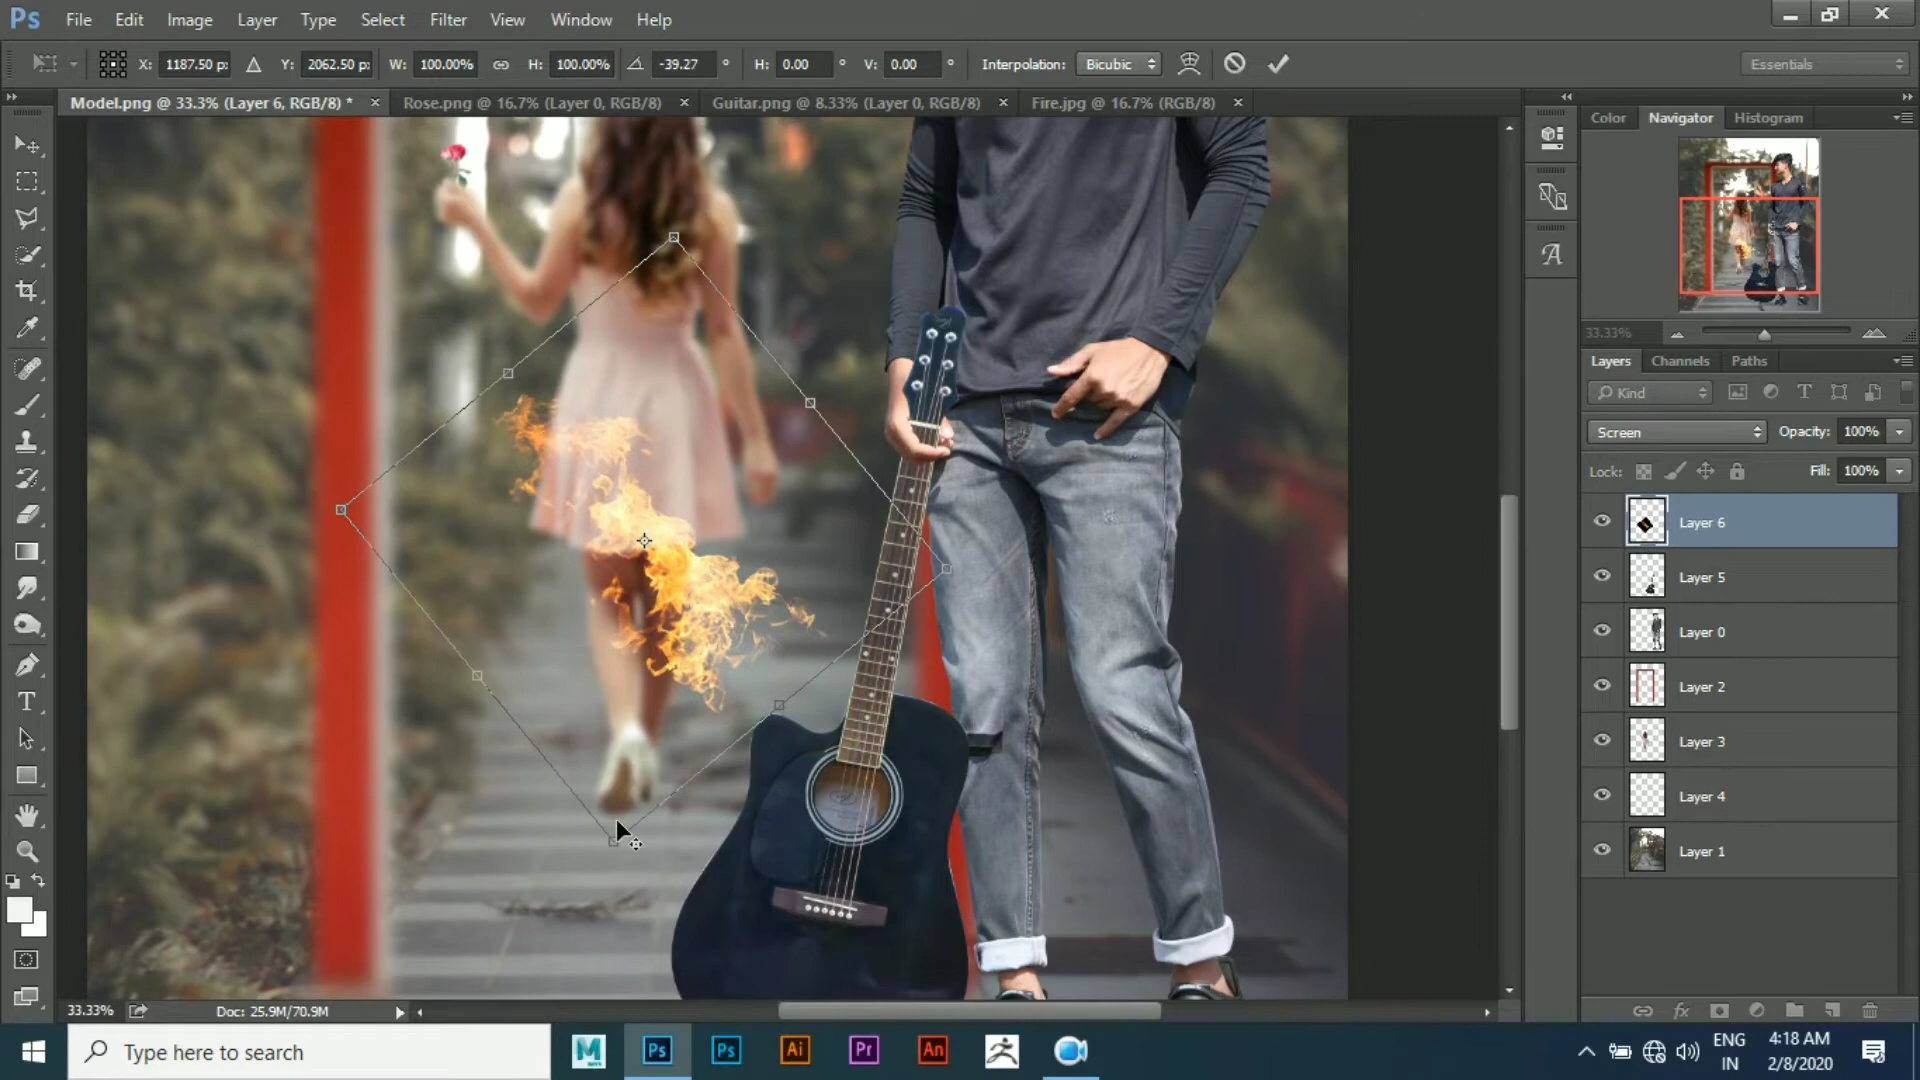 Ps File Edit Image Layer Type Select Filter View Window Help
X: 1187.50 p: Y: 2062.50 p: W: 100.00% H: 100.00% -39.27 ° H: 0.00 ° V: 0.00 ° Interpolation: Bicubic Essentials
Model.png @ 33.3% (Layer 6, RGB/8) * × Rose.png @ 16.7% (Layer 0, RGB/8) × Guitar.png @ 8.33% (Layer 0, RGB/8) × Fire.jpg @ 16.7% (RGB/8) ×
Color Navigator Histogram
33.33%
Layers Channels Paths
Kind
Screen Opacity: 100%
Lock: Fill: 100%
Layer 6
Layer 5
Layer 0
Layer 2
Layer 3
Layer 4
Layer 1
33.33% Doc: 25.9M/70.9M
Type here to search
M Ps Ps Ai Pr An
ENG
IN
4:18 AM
2/8/2020